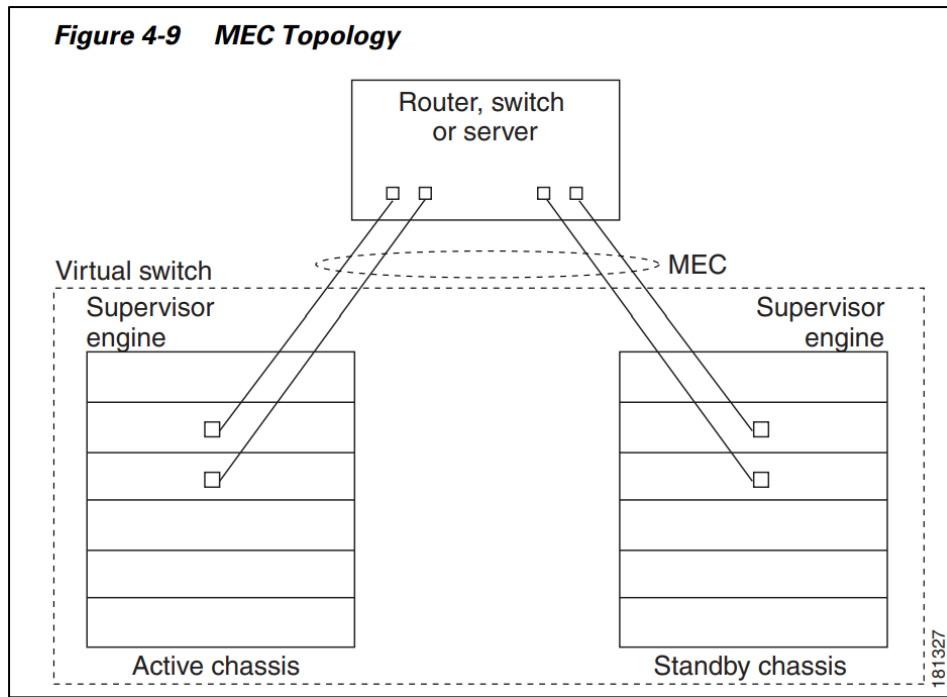 Figure 4-9 MEC Topology
Router, switch
or server
MEC
Virtual switch
Supervisor
engine
Supervisor
engine
Active chassis
Standby chassis
181327